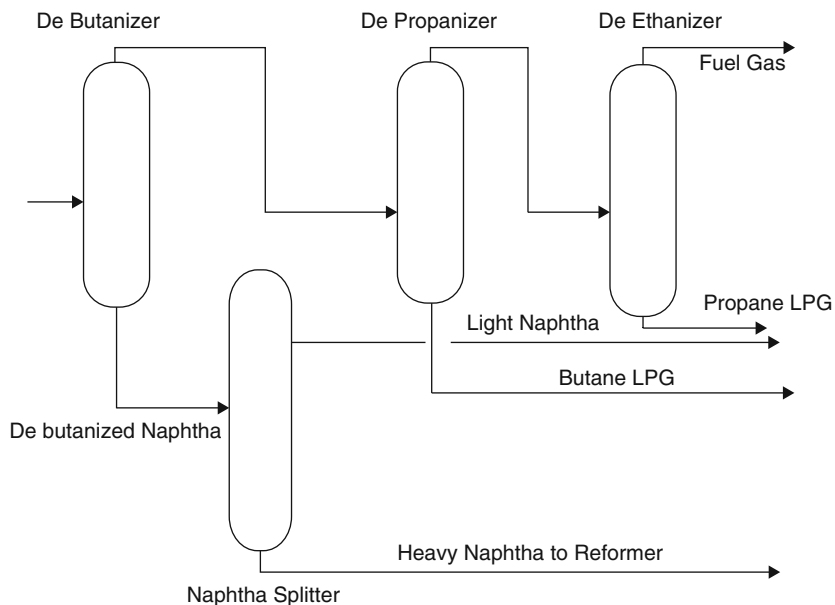 De Butanizer
De Propanizer
De Ethanizer
Fuel Gas
Propane LPG
Light Naphtha
Butane LPG
De butanized Naphtha
Heavy Naphtha to Reformer
Naphtha Splitter